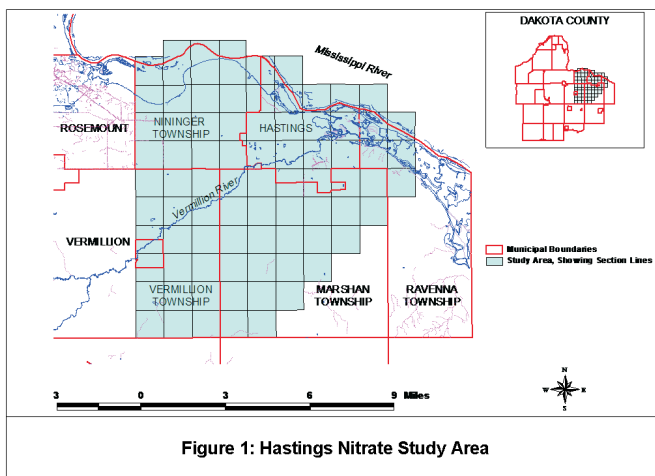 DAKOTA COUNTY
Mississippi River
ROSEMOUNT
NININGER
TOWNSHIP
HASTINGS
Vermillion River
VERMILLION
VERMILLION
TOWNSHIP
MARSHAN
TOWNSHIP
RAVENNA
TOWNSHIP
Municipal Boundaries
Study Area, Showing Section Lines
3 0 3 6 9 Miles
N
W E
S
Figure 1: Hastings Nitrate Study Area